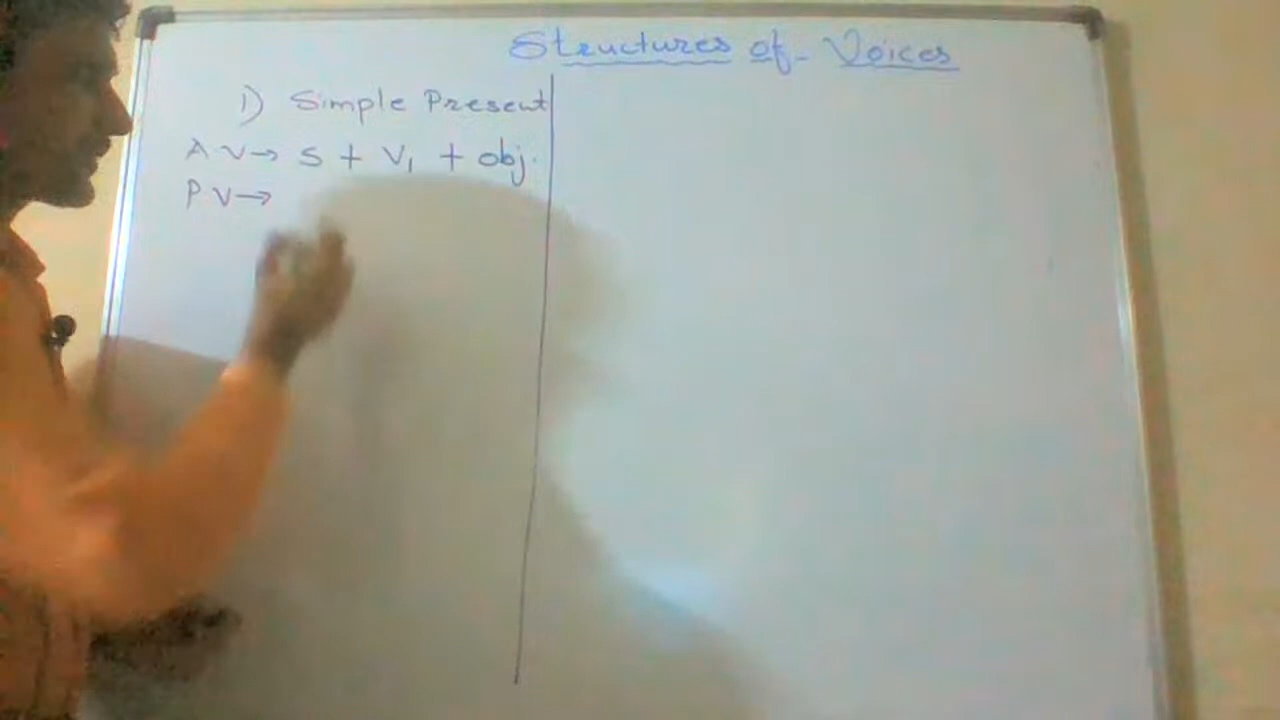 Structures of Voices
1) Simple Present
A V→ S + V₁ + obj.
P V→